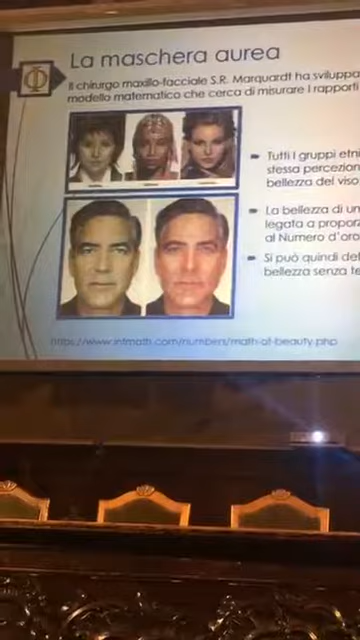 La maschera aurea
Il chirurgo maxillo-facciale S.R. Marquardt ha sviluppa
modello matematico che cerca di misurare i rapporti
Φ
Tutti i gruppi etni
stessa percezion
bellezza del viso
La bellezza di un
legata a proporz
al Numero d'oro
Si può quindi def
bellezza senza te
https://www.intmath.com/numbers/math-of-beauty.php